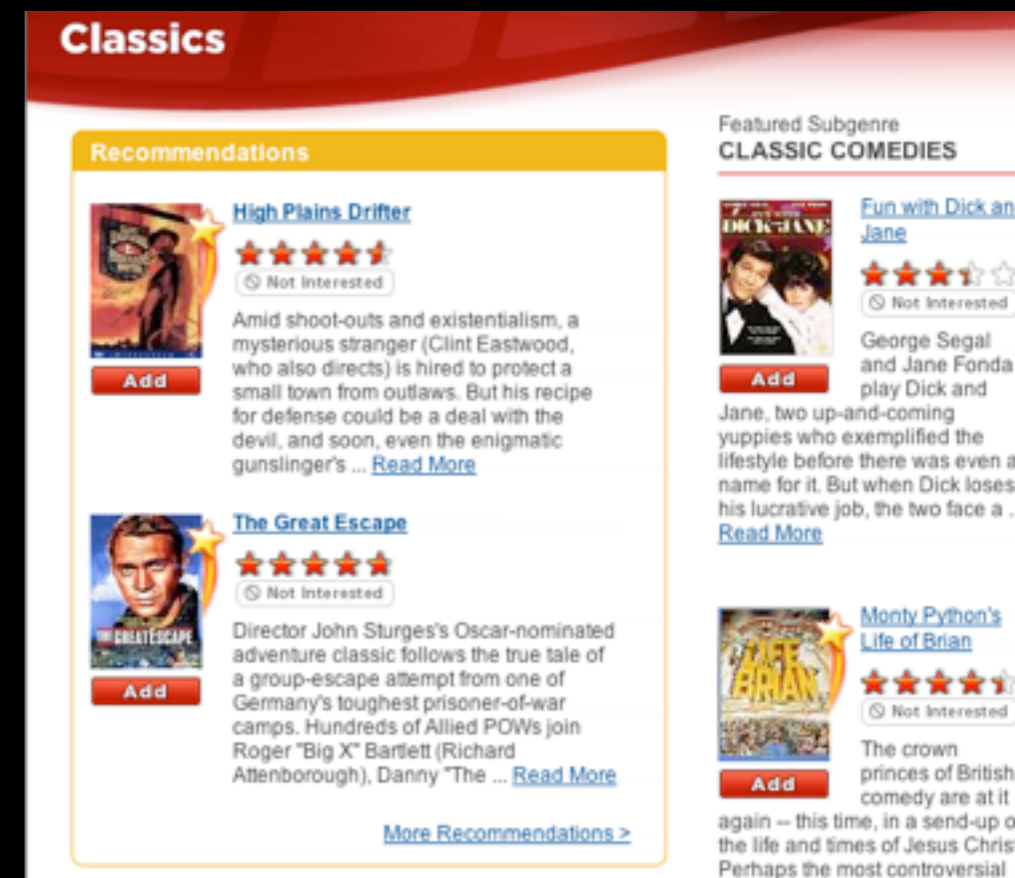 Classics
Recommendations
High Plains Drifter
Not Interested
Amid shoot-outs and existentialism, a
mysterious stranger (Clint Eastwood,
who also directs) is hired to protect a
small town from outlaws. But his recipe
for defense could be a deal with the
devil, and soon, even the enigmatic
gunslinger's ... Read More
Add
The Great Escape
Not Interested
Director John Sturges's Oscar-nominated
adventure classic follows the true tale of
a group-escape attempt from one of
Germany's toughest prisoner-of-war
camps. Hundreds of Allied POWs join
Roger "Big X" Bartlett (Richard
Attenborough), Danny "The ... Read More
GREAT ESCAPE
Add
More Recommendations >
Featured Subgenre
CLASSIC COMEDIES
DICK and JANE
Fun with Dick an
Jane
Not Interested
George Segal
and Jane Fonda
play Dick and
Add
Jane, two up-and-coming
yuppies who exemplified the
lifestyle before there was even a
name for it. But when Dick loses
his lucrative job, the two face a ..
Read More
LIFE
BRIAN
Monty Python's
Life of Brian
Not Interested
The crown
princes of British
comedy are at it
Add
again -- this time, in a send-up o
the life and times of Jesus Chris
Perhaps the most controversial